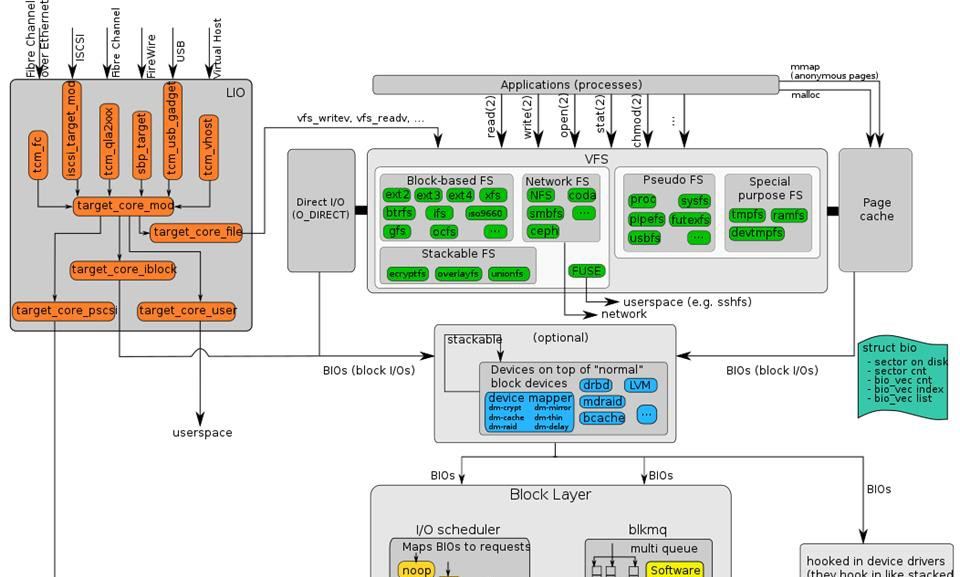 Fibre Channel
over Ethernet
ISCSI
Fibre Channel
FireWire
USB
Virtual Host
LIO
tcm_fc
iscsi_target_mod
tcm_qla2xxx
sbp_target
tcm_usb_gadget
tcm_vhost
target_core_mod
target_core_file
target_core_iblock
target_core_pscsi
target_core_user
userspace
vfs_writev, vfs_readv, ...
Applications (processes)
mmap
(anonymous pages)
malloc
read(2)
write(2)
open(2)
stat(2)
chmod(2)
...
VFS
Direct I/O
(O_DIRECT)
Page
cache
Block-based FS
ext2 ext3 ext4 xfs
btrfs ifs iso9660
gfs ocfs ...
Network FS
NFS coda
smbfs ...
ceph
Stackable FS
ecryptfs overlayfs unionfs
FUSE
Pseudo FS
proc sysfs
pipefs futexfs
usbfs ...
Special
purpose FS
tmpfs ramfs
devtmpfs
userspace (e.g. sshfs)
network
stackable
(optional)
Devices on top of "normal"
block devices
drbd LVM
device mapper
dm-crypt dm-mirror
dm-cache dm-thin
dm-raid dm-delay
mdraid
bcache
...
BIOs (block I/Os)
BIOs (block I/Os)
struct bio
- sector on disk
- sector cnt
- bio_vec cnt
- bio_vec index
- bio_vec list
BIOs
BIOs
BIOs
Block Layer
I/O scheduler
Maps BIOs to requests
noop
blkmq
multi queue
Software
hooked in device drivers
(they hook in like stacked